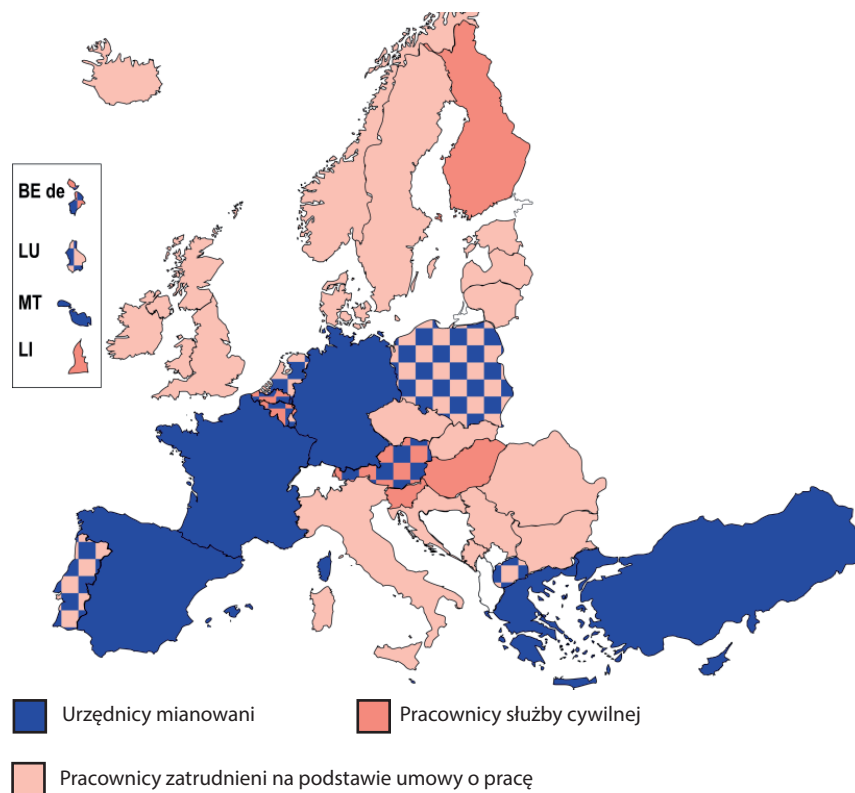 BE de
LU
MT
LI
Urzędnicy mianowani
Pracownicy służby cywilnej
Pracownicy zatrudnieni na podstawie umowy o pracę